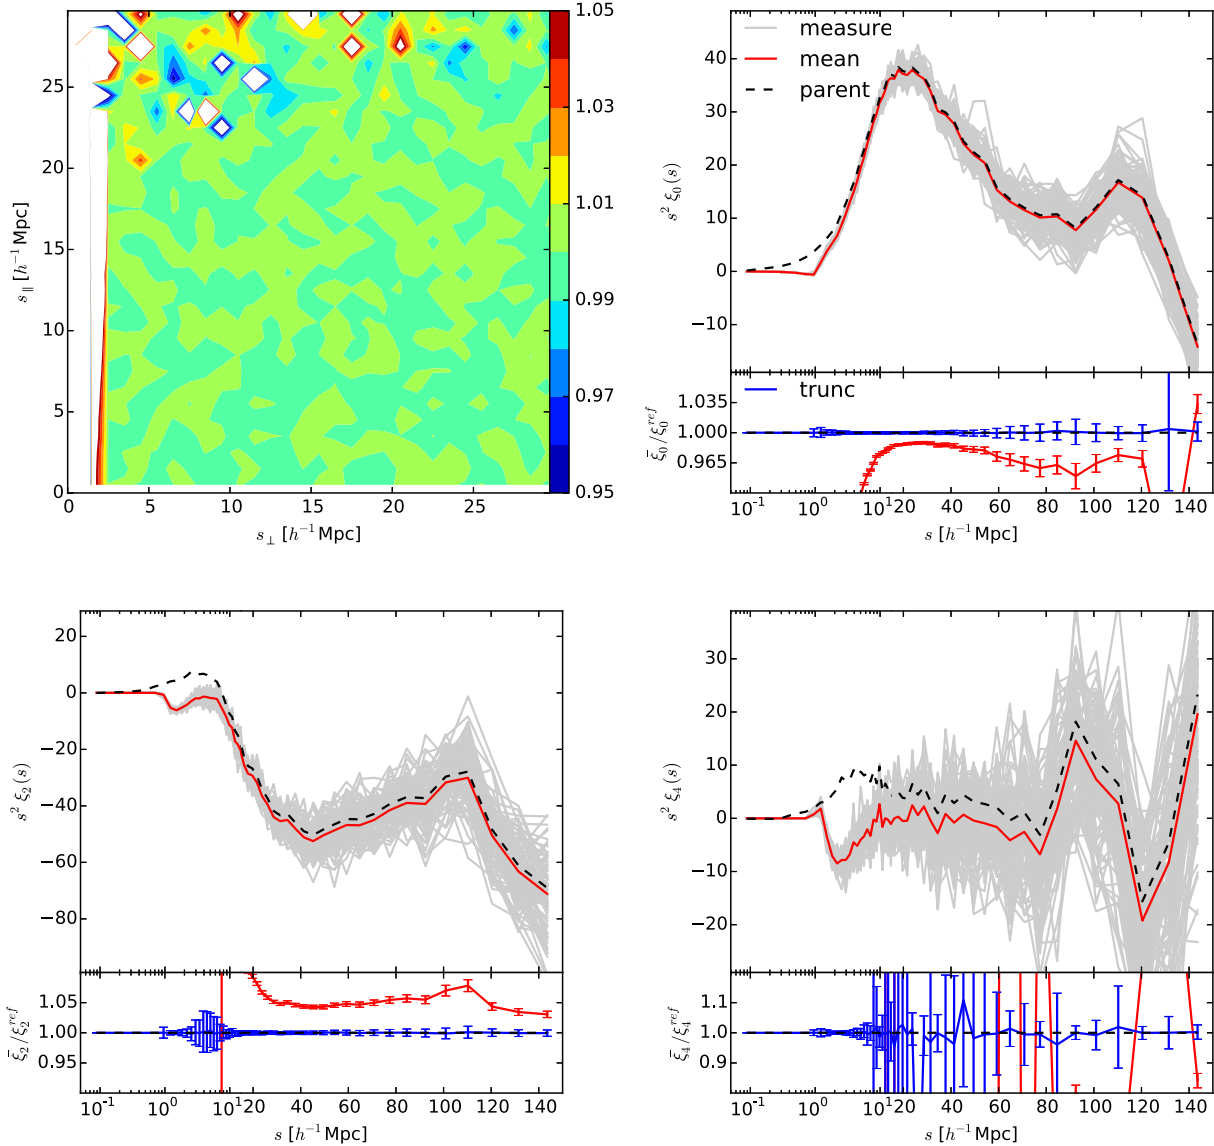 1.05
1.03
1.01
0.99
0.97
0.95
25
20
15
10
5
0
s∥ [h⁻¹ Mpc]
0 5 10 15 20 25
s⊥ [h⁻¹ Mpc]
measure
mean
parent
40
30
20
10
0
−10
s² ξ₀(s)
trunc
1.035
1.000
0.965
ξ̄₀/ξ₀^ref
10⁻¹ 10⁰ 10¹ 20 40 60 80 100 120 140
s [h⁻¹ Mpc]
20
0
−20
−40
−60
−80
s² ξ₂(s)
1.05
1.00
0.95
ξ̄₂/ξ₂^ref
10⁻¹ 10⁰ 10¹ 20 40 60 80 100 120 140
s [h⁻¹ Mpc]
30
20
10
0
−10
−20
s² ξ₄(s)
1.1
1.0
0.9
ξ̄₄/ξ₄^ref
10⁻¹ 10⁰ 10¹ 20 40 60 80 100 120 140
s [h⁻¹ Mpc]